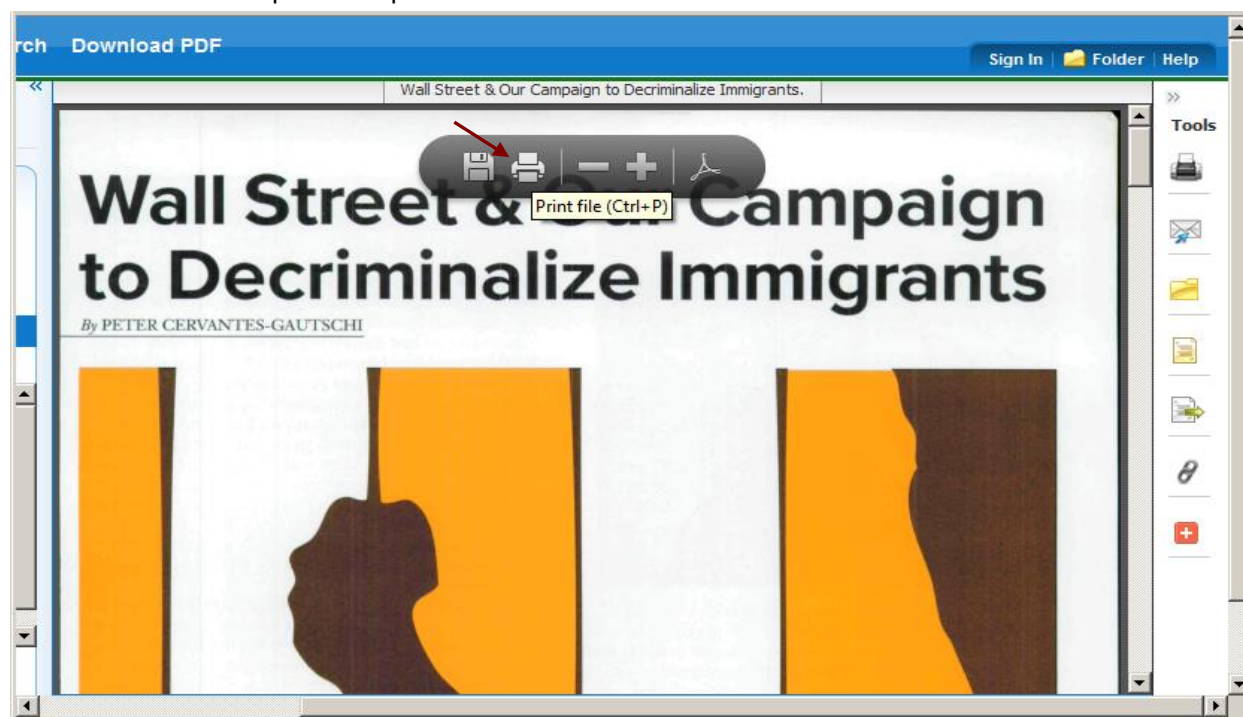 rch Download PDF
Sign In | Folder | Help
«
Wall Street & Our Campaign to Decriminalize Immigrants.
»
Tools
Wall Street & Our Campaign
Print file (Ctrl+P)
to Decriminalize Immigrants
By PETER CERVANTES-GAUTSCHI